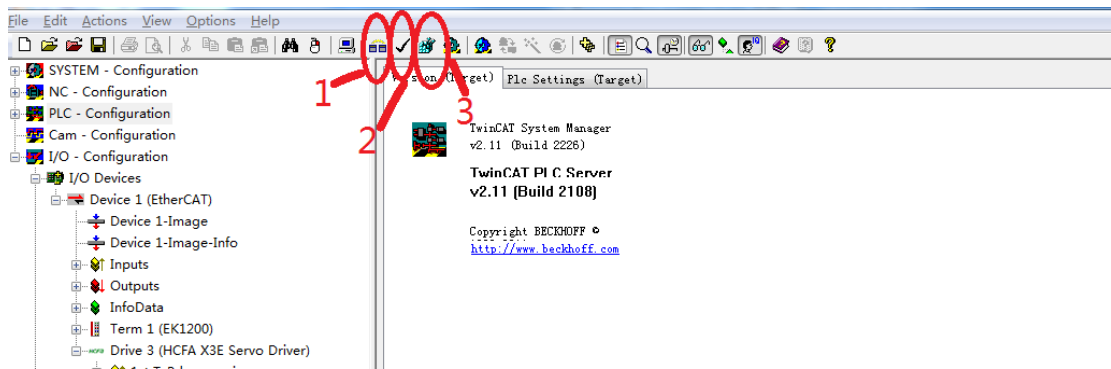 File Edit Actions View Options Help
1
2
3
SYSTEM - Configuration
NC - Configuration
PLC - Configuration
Cam - Configuration
I/O - Configuration
I/O Devices
Device 1 (EtherCAT)
Device 1-Image
Device 1-Image-Info
Inputs
Outputs
InfoData
Term 1 (EK1200)
Drive 3 (HCFA X3E Servo Driver)
Version (Target) Plc Settings (Target)
TwinCAT System Manager
v2.11 (Build 2226)
TwinCAT PLC Server
v2.11 (Build 2108)
Copyright BECKHOFF ©
http://www.beckhoff.com